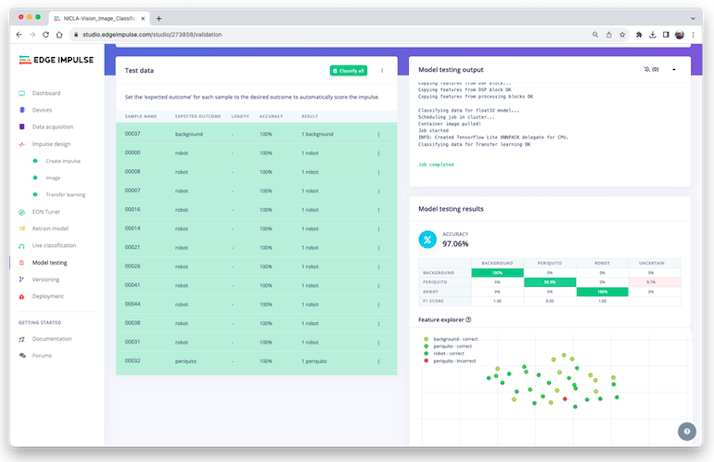 NICLA-Vision_Image_Classific
studio.edgeimpulse.com/studio/273858/validation
EDGE IMPULSE
Dashboard
Devices
Data acquisition
Impulse design
Create impulse
Image
Transfer learning
EON Tuner
Retrain model
Live classification
Model testing
Versioning
Deployment
GETTING STARTED
Documentation
Forums
Test data
Classify all
Set the 'expected outcome' for each sample to the desired outcome to automatically score the impulse.
SAMPLE NAME EXPECTED OUTCOME LENGTH ACCURACY RESULT
00037 background - 100% 1 background
00000 robot - 100% 1 robot
00008 robot - 100% 1 robot
00007 robot - 100% 1 robot
00016 robot - 100% 1 robot
00014 robot - 100% 1 robot
00021 robot - 100% 1 robot
00026 robot - 100% 1 robot
00041 robot - 100% 1 robot
00044 robot - 100% 1 robot
00038 robot - 100% 1 robot
00031 robot - 100% 1 robot
00032 periquito - 100% 1 periquito
Model testing output
(0)
Copying features from DSP block...
Copying features from DSP block OK
Copying features from processing blocks OK
Classifying data for float32 model...
Scheduling job in cluster...
Container image pulled!
Job started
INFO: Created TensorFlow Lite XNNPACK delegate for CPU.
Classifying data for Transfer learning OK
Job completed
Model testing results
%
ACCURACY
97.06%
BACKGROUND PERIQUITO ROBOT UNCERTAIN
BACKGROUND 100% 0% 0% 0%
PERIQUITO 0% 90.9% 0% 9.1%
ROBOT 0% 0% 100% 0%
F1 SCORE 1.00 0.95 1.00
Feature explorer
background - correct
periquito - correct
robot - correct
periquito - incorrect